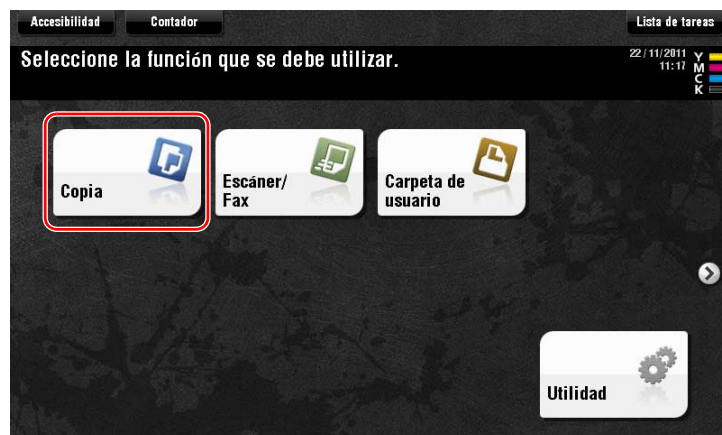 Accesibilidad
Contador
Lista de tareas
Seleccione la función que se debe utilizar.
22/11/2011
11:17
Y
M
C
K
Copia
Escáner/
Fax
Carpeta de
usuario
Utilidad